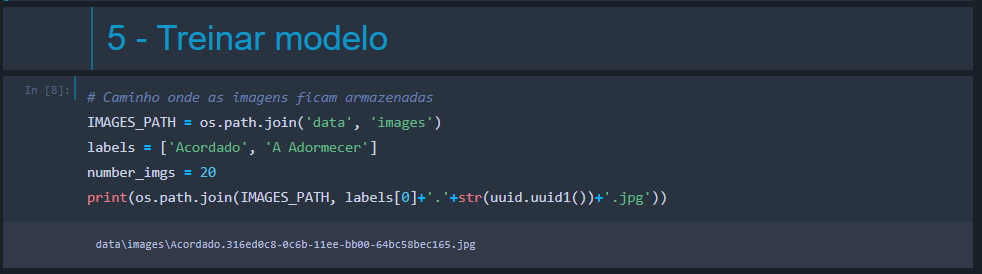 5 - Treinar modelo
In [8]:
# Caminho onde as imagens ficam armazenadas
IMAGES_PATH = os.path.join('data', 'images')
labels = ['Acordado', 'A Adormecer']
number_imgs = 20
print(os.path.join(IMAGES_PATH, labels[0]+'.'+str(uuid.uuid1())+'.jpg'))
data\images\Acordado.316ed0c8-0c6b-11ee-bb00-64bc58bec165.jpg